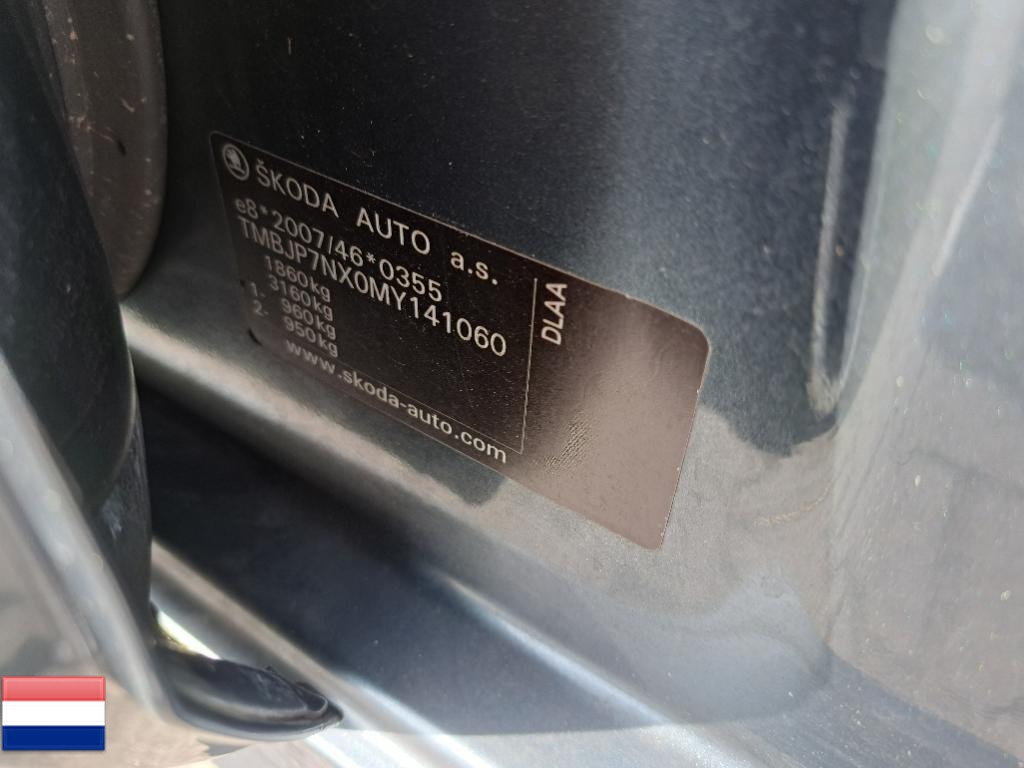 ŠKODA AUTO a.s.
e8*2007/46*0355
TMBJP7NX0MY141060
1860kg
3160kg
1- 960kg
2- 950kg
www.skoda-auto.com
DLAA